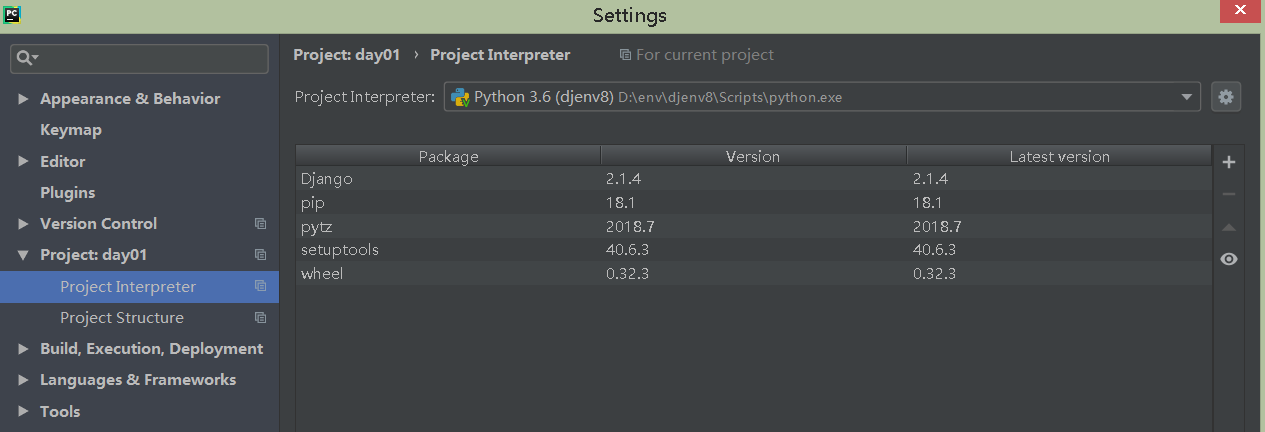 PC
Settings
Project: day01 › Project Interpreter For current project
Appearance & Behavior
Keymap
Editor
Plugins
Version Control
Project: day01
Project Interpreter
Project Structure
Build, Execution, Deployment
Languages & Frameworks
Tools
Project Interpreter: Python 3.6 (djenv8) D:\env\djenv8\Scripts\python.exe
Package Version Latest version
Django 2.1.4 2.1.4
pip 18.1 18.1
pytz 2018.7 2018.7
setuptools 40.6.3 40.6.3
wheel 0.32.3 0.32.3